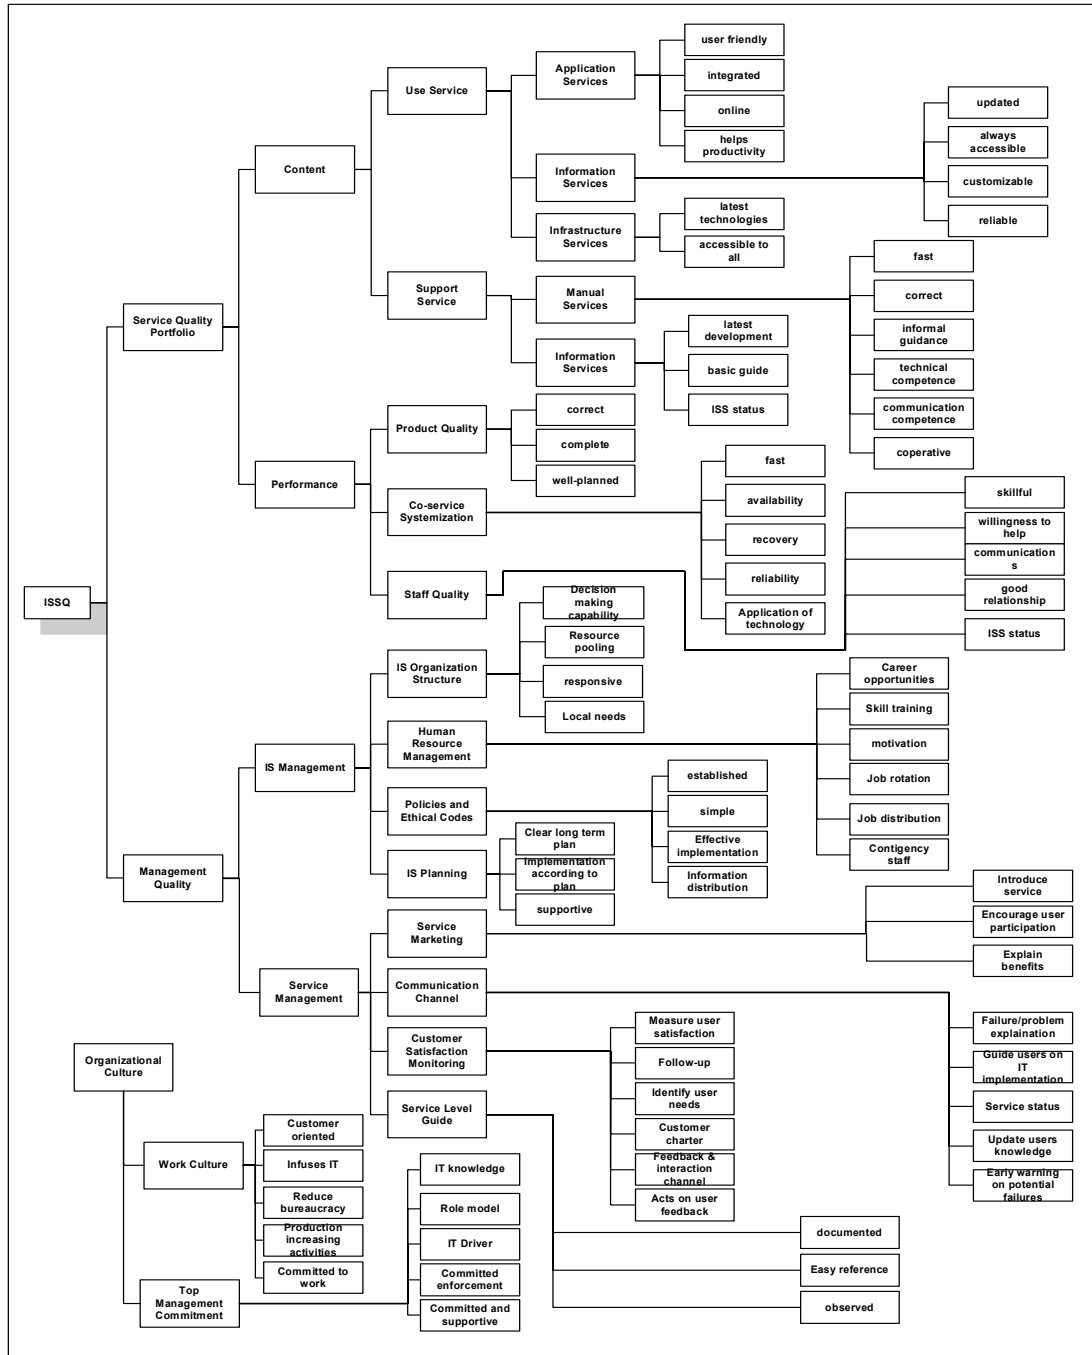 ISSQ
Service Quality
Portfolio
Content
Use Service
Application
Services
user friendly
integrated
online
helps
productivity
Information
Services
updated
always
accessible
customizable
reliable
Infrastructure
Services
latest
technologies
accessible to
all
Support
Service
Manual
Services
fast
correct
informal
guidance
technical
competence
communication
competence
coperative
Information
Services
latest
development
basic guide
ISS status
Performance
Product Quality
correct
complete
well-planned
Co-service
Systemization
fast
availability
recovery
reliability
Application of
technology
Staff Quality
skillful
willingness to
help
communication
s
good
relationship
ISS status
Management
Quality
IS Management
IS Organization
Structure
Decision
making
capability
Resource
pooling
responsive
Local needs
Human
Resource
Management
Career
opportunities
Skill training
motivation
Job rotation
Job distribution
Contigency
staff
Policies and
Ethical Codes
established
simple
Effective
implementation
Information
distribution
IS Planning
Clear long term
plan
Implementation
according to
plan
supportive
Service
Management
Service
Marketing
Introduce
service
Encourage user
participation
Explain
benefits
Communication
Channel
Failure/problem
explaination
Guide users on
IT
implementation
Service status
Update users
knowledge
Early warning
on potential
failures
Customer
Satisfaction
Monitoring
Measure user
satisfaction
Follow-up
Identify user
needs
Customer
charter
Feedback &
interaction
channel
Acts on user
feedback
Service Level
Guide
documented
Easy reference
observed
Organizational
Culture
Work Culture
Customer
oriented
Infuses IT
Reduce
bureaucracy
Production
increasing
activities
Committed to
work
Top
Management
Commitment
IT knowledge
Role model
IT Driver
Committed
enforcement
Committed and
supportive